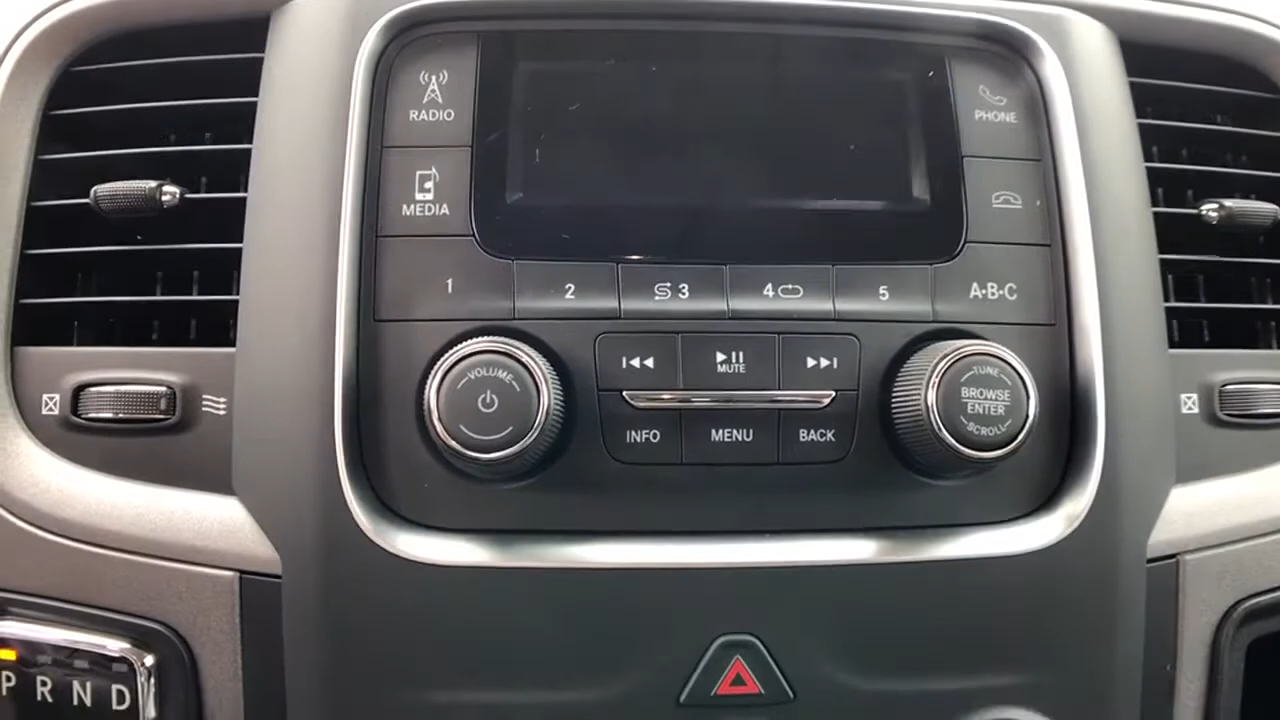 RADIO
PHONE
MEDIA
1
2
3
4
5
A·B·C
VOLUME
MUTE
TUNE
BROWSE
ENTER
SCROLL
INFO
MENU
BACK
P R N D